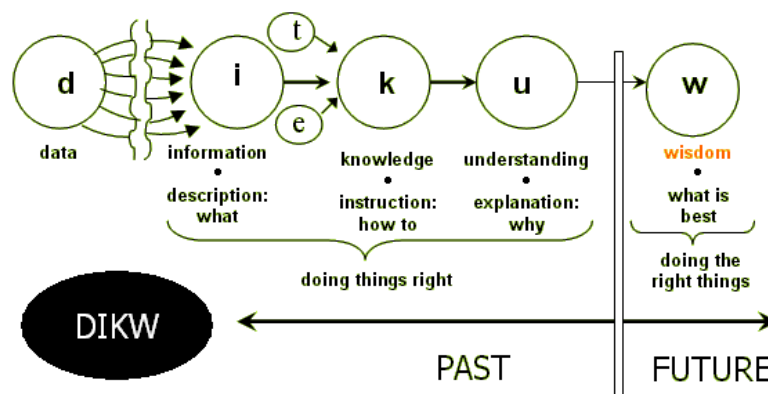 t
d
i
k
u
w
e
data
information
knowledge
understanding
wisdom
•
description:
what
•
instruction:
how to
•
explanation:
why
•
what is
best
doing things right
doing the
right things
DIKW
PAST
FUTURE